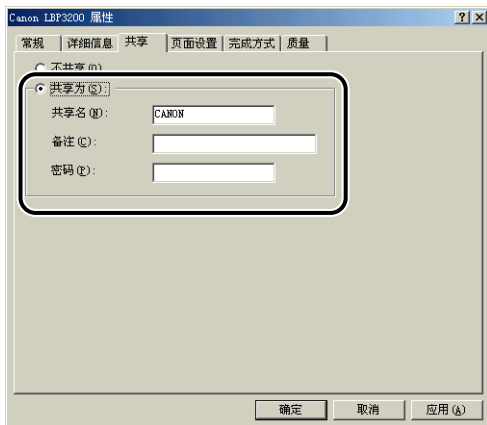 Canon LBP3200 属性
常规 详细信息 共享 页面设置 完成方式 质量
不共享(O)
共享为(S):
共享名(N): CANON
备注(C):
密码(P):
确定 取消 应用(A)